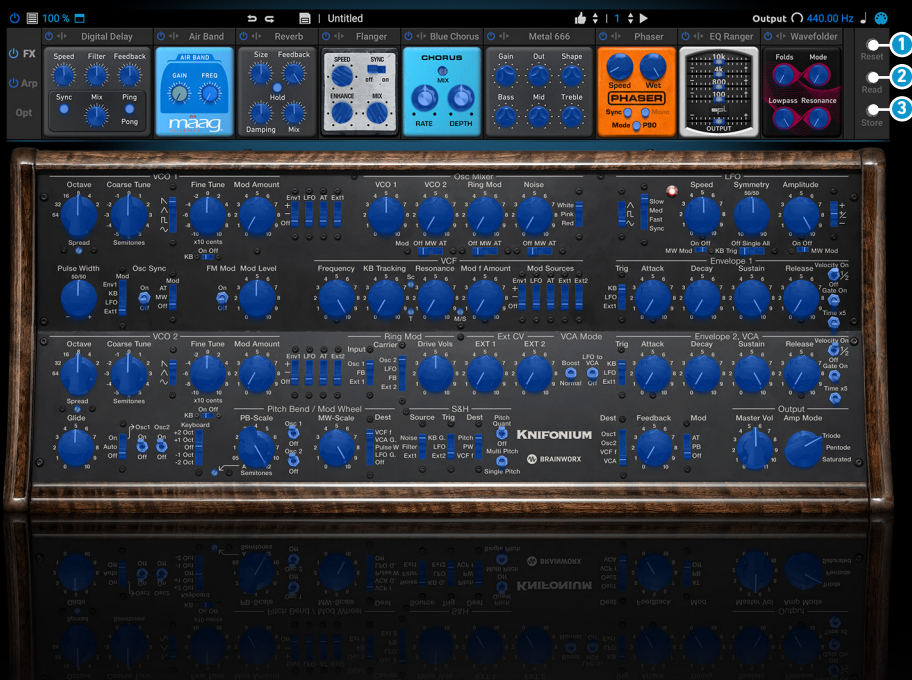 100 % Untitled 1 Output 440.00 Hz
Digital Delay Air Band Reverb Flanger Blue Chorus Metal 666 Phaser EQ Ranger Wavefolder
FX
Arp
Opt
Speed Filter Feedback
Sync Mix Ping
Pong
AIR BAND
GAIN FREQ
maag
Size Feedback
Hold
Damping Mix
SPEED SYNC
off on
ENHANCE MIX
CHORUS
MIX
RATE DEPTH
Gain Out Shape
Bass Mid Treble
Speed Wet
PHASER
Sync Mono
Mode P90
10k
4k
800
100
OUTPUT
Folds Mode
Lowpass Resonance
1
Reset
2
Read
3
Store
VCO 1 Osc Mixer LFO
Octave Coarse Tune Fine Tune Mod Amount
Env1 LFO AT Ext1
Off
Spread Semitones x10 cents
KB Off On
VCO 1 VCO 2 Ring Mod Noise
White
Pink
Red
Mod Off MW AT Off MW AT Off MW AT
Speed Symmetry Amplitude
50/50
Slow
Med
Fast
Sync
Off On Off Single All Off On
MW Mod KB Trig MW Mod
VCF Envelope 1
Pulse Width Osc Sync FM Mod Mod Level
50/50
Mod
Env1
KB
LFO
Ext1
On
Off
Mod
AT
MW
Off
On
Off
Frequency KB Tracking Resonance Mod f Amount Mod Sources
Sc
T
M/S
Env1 LFO AT Ext1 Ext2
Off
Trig Attack Decay Sustain Release
KB
LFO
Ext1
Velocity On
½
Off
Gate On
Time x5
VCO 2 Ring Mod Ext CV VCA Mode Envelope 2, VCA
Octave Coarse Tune Fine Tune Mod Amount
Env1 LFO AT Ext2
Off
Spread Semitones x10 cents
KB Off On
Input Carrier
Osc 1
FB
Ext 1
Osc 2
LFO
FB
Ext 2
Drive Vols EXT 1 EXT 2
Boost
Normal
LFO to
VCA
On
Off
Trig Attack Decay Sustain Release
KB
LFO
Ext1
Velocity On
½
Off
Gate On
Time x5
Pitch Bend / Mod Wheel S&H Output
Glide
On
Auto
Off
Osc1 Osc2
On On
Off Off
Keyboard
+2 Oct
+1 Oct
Off
-1 Oct
-2 Oct
PB-Scale
Semitones
Osc 1
Off
Osc 2
Off
MW-Scale
Dest
VCF f
VCA G.
Pulse W
LFO G.
Off
Source Trig Dest
Noise
Filter
Ext1
KB G.
LFO
Ext2
Pitch
PW
VCF f
Pitch
Quant
Off
Multi Pitch
Single Pitch
KNIFONIUM
BRAINWORX
Dest
Osc1
Osc2
VCF f
VCA
Feedback
Mod
AT
PB
Off
Master Vol Amp Mode
Triode
Pentode
Saturated